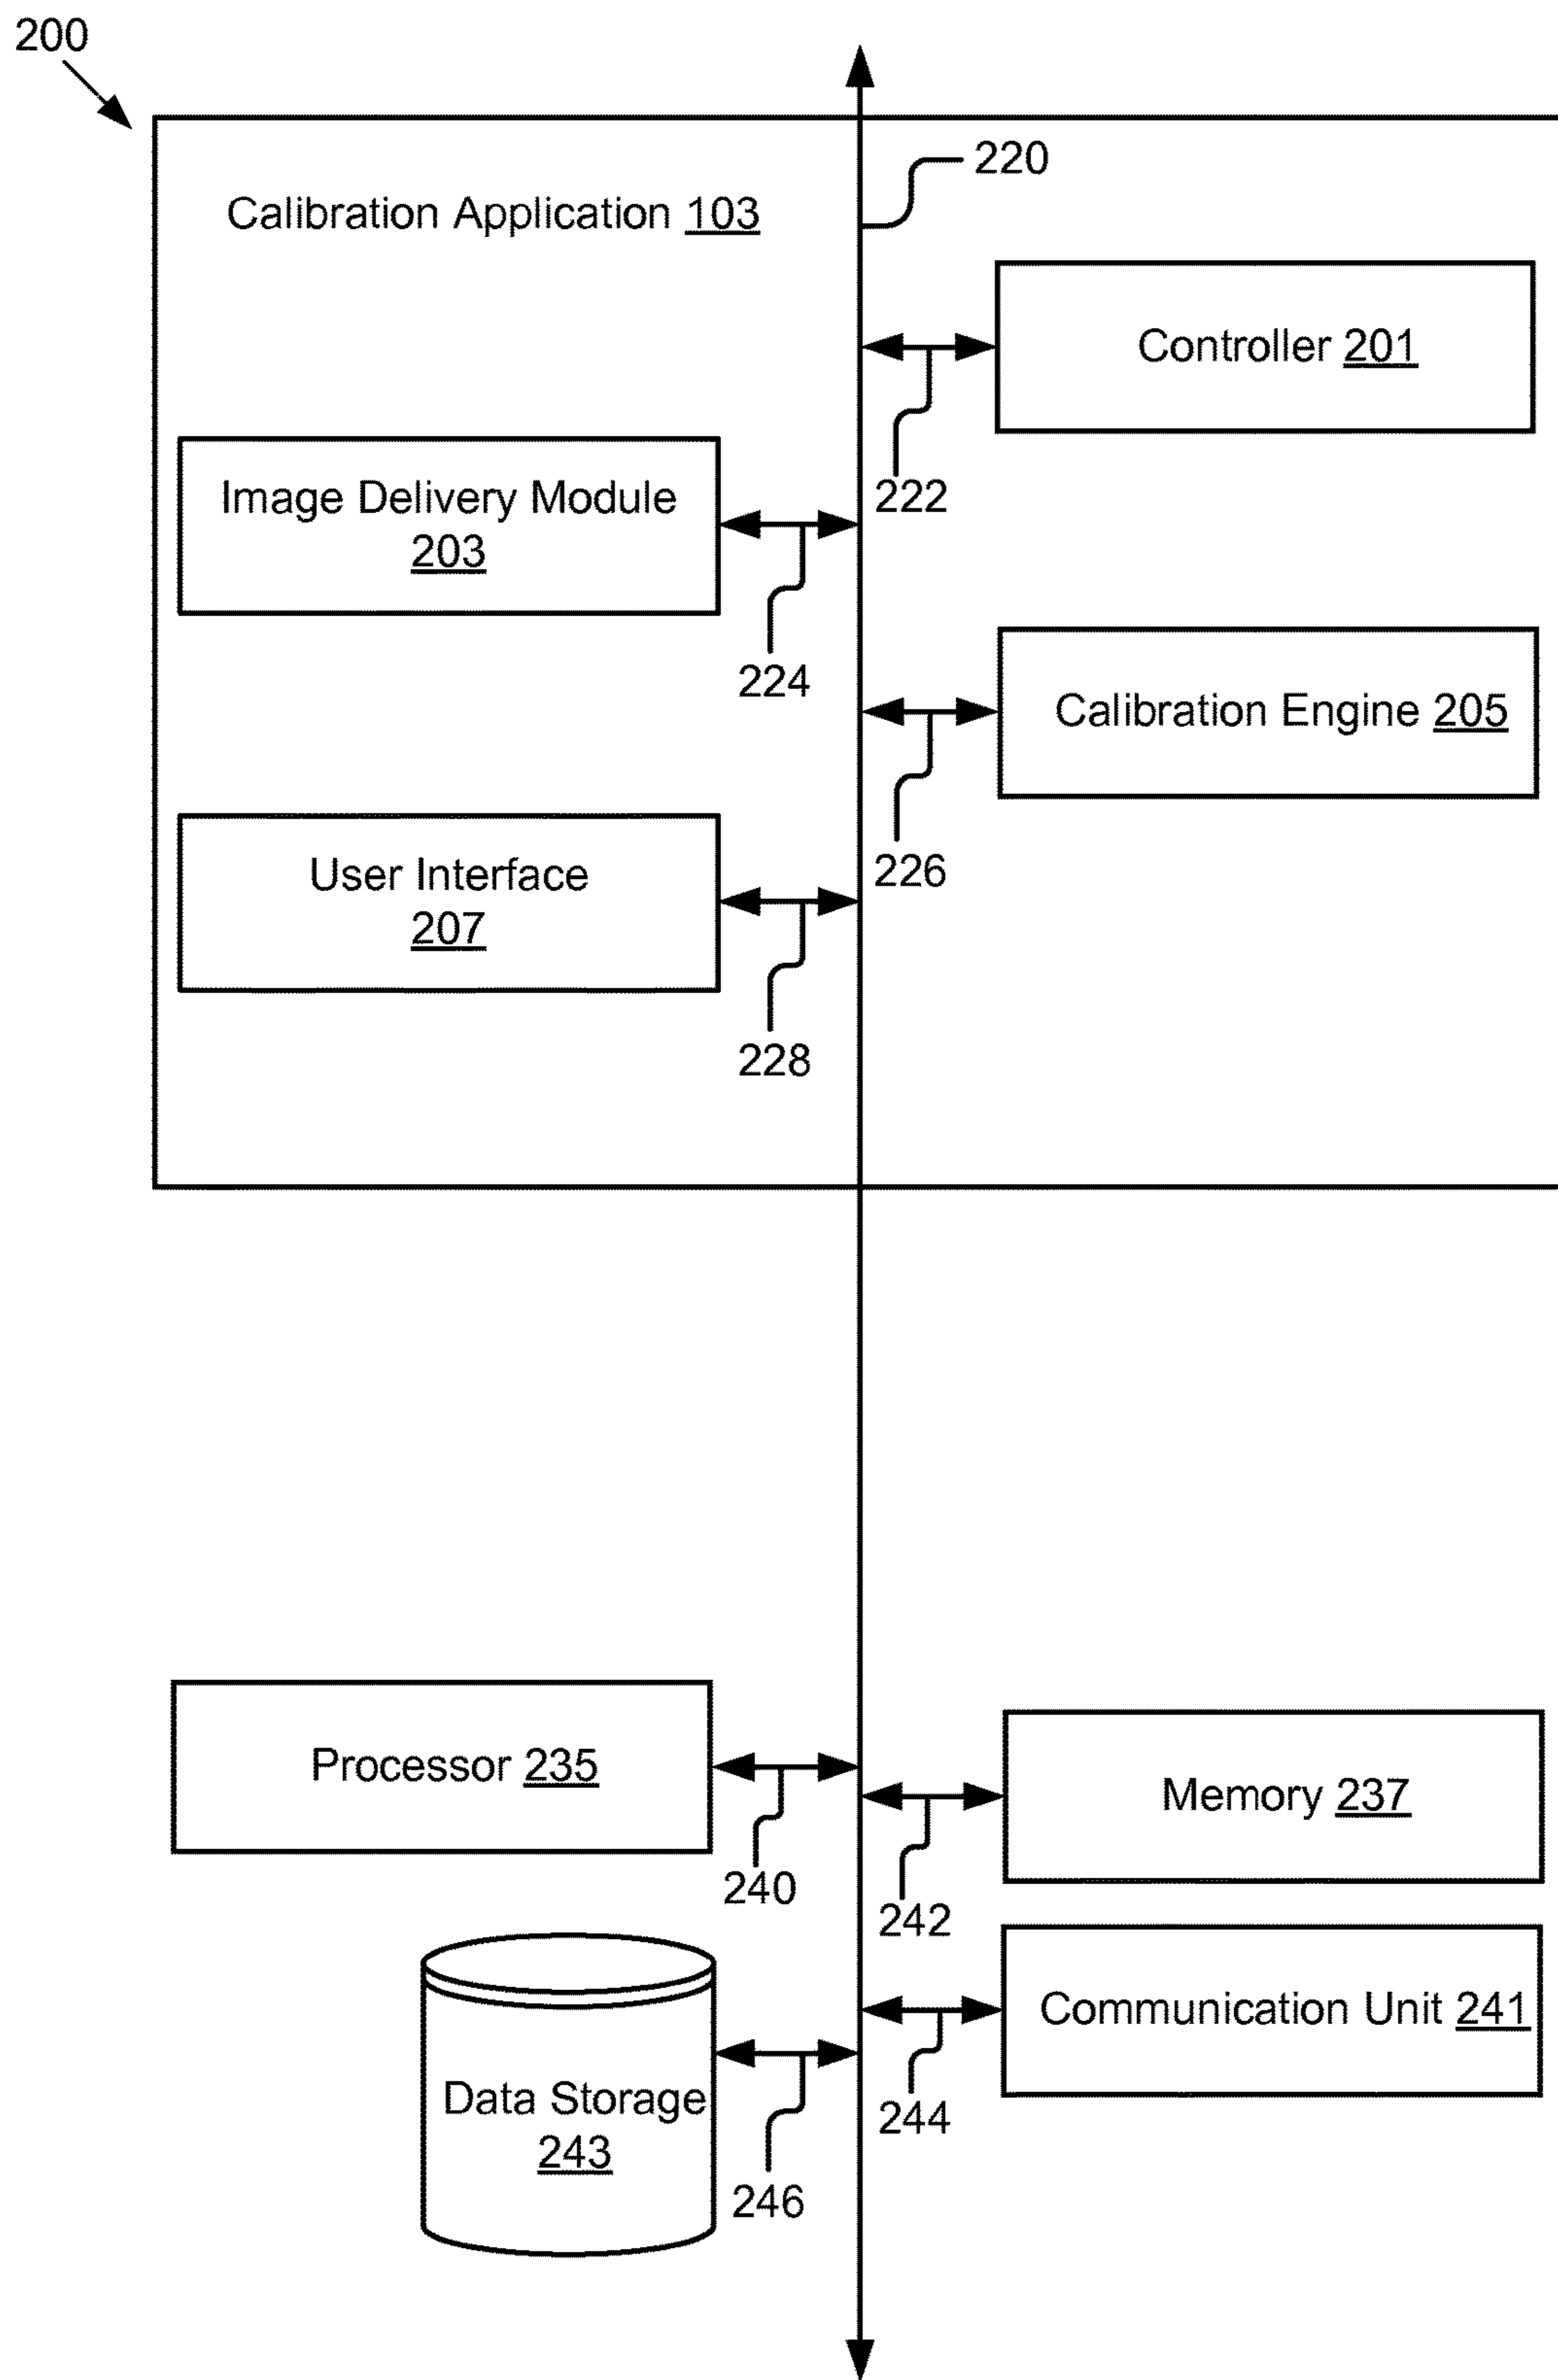 200
220
Calibration Application 103
Controller 201
Image Delivery Module
203
222
224
Calibration Engine 205
User Interface
207
226
228
Processor 235
Memory 237
240
242
Communication Unit 241
Data Storage
243
244
246